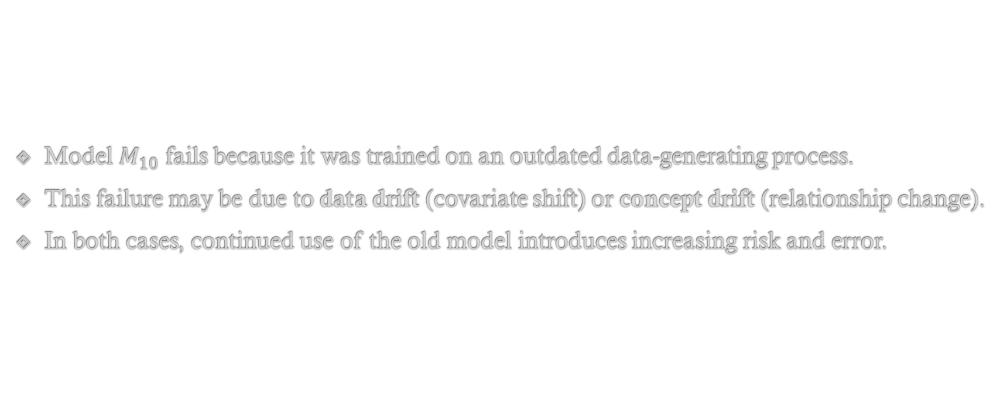 ❖ Model M₁₀ fails because it was trained on an outdated data-generating process.
❖ This failure may be due to data drift (covariate shift) or concept drift (relationship change).
❖ In both cases, continued use of the old model introduces increasing risk and error.